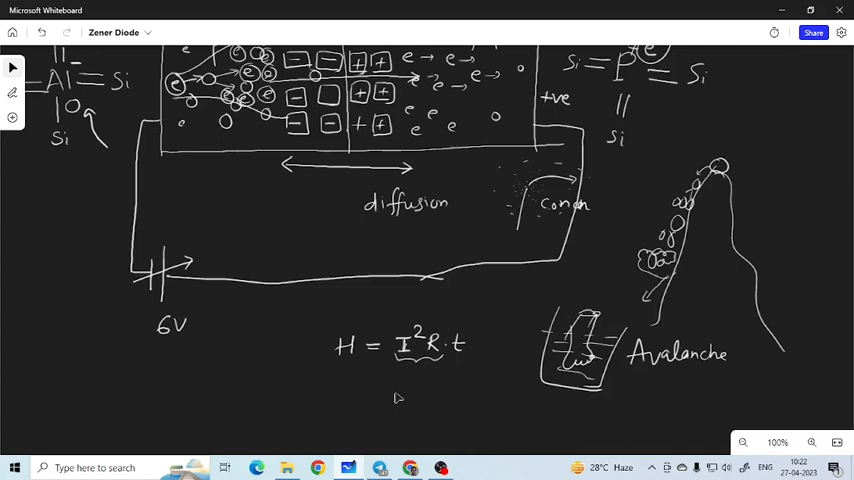 Microsoft Whiteboard
Zener Diode
Share
Al = Si
Si
Si = P = Si
e
Si
+ve
diffusion
concn
6V
H = I²R·t
Avalanche
100%
Type here to search
28°C Haze
ENG
10:22
27-04-2023